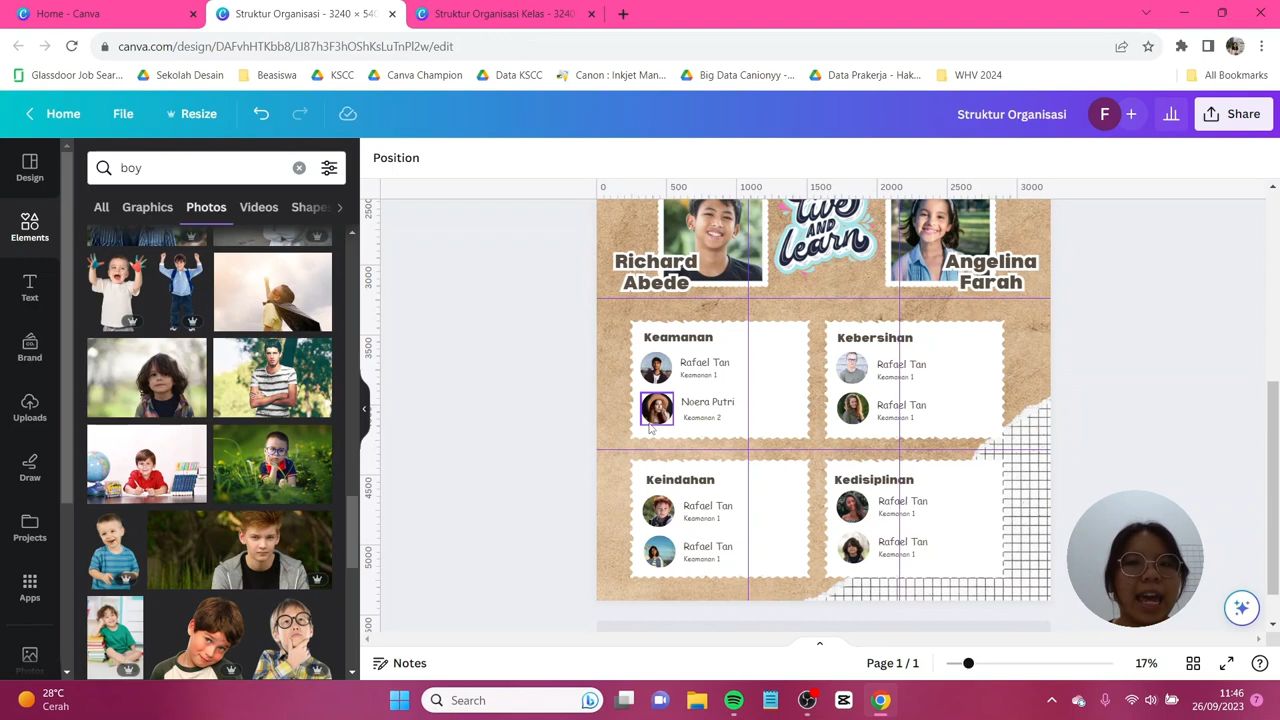 Home - Canva
Struktur Organisasi - 3240 × 540
Struktur Organisasi Kelas - 3240
canva.com/design/DAFvhHTKbb8/LI87h3F3hOShKsLuTnPl2w/edit
Glassdoor Job Sear...
Sekolah Desain
Beasiswa
KSCC
Canva Champion
Data KSCC
Canon : Inkjet Man...
Big Data Canionyy -...
Data Prakerja - Hak...
WHV 2024
All Bookmarks
Home
File
Resize
Struktur Organisasi
F
Share
Design
Elements
Text
Brand
Uploads
Draw
Projects
Apps
Photos
boy
All
Graphics
Photos
Videos
Shape
Position
0
500
1000
1500
2000
2500
3000
2500
3000
3500
4500
5000
live
and
learn
Richard
Abede
Angelina
Farah
Keamanan
Rafael Tan
Keamanan 1
Noera Putri
Keamanan 2
Kebersihan
Rafael Tan
Keamanan 1
Rafael Tan
Keamanan 1
Keindahan
Rafael Tan
Keamanan 1
Rafael Tan
Keamanan 1
Kedisiplinan
Rafael Tan
Keamanan 1
Rafael Tan
Keamanan 1
Notes
Page 1 / 1
17%
28°C
Cerah
Search
11:46
26/09/2023
7